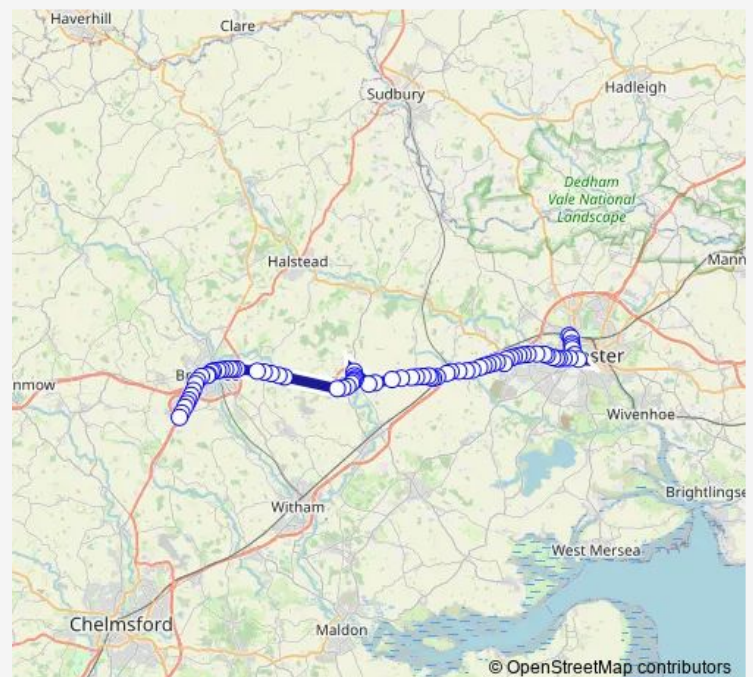 Haverhill
Clare
Sudbury
Hadleigh
Dedham
Vale National
Landscape
Mann
Halstead
nmow
Br
ster
Wivenhoe
Witham
Brightlingse
West Mersea
Chelmsford
Maldon
© OpenStreetMap contributors